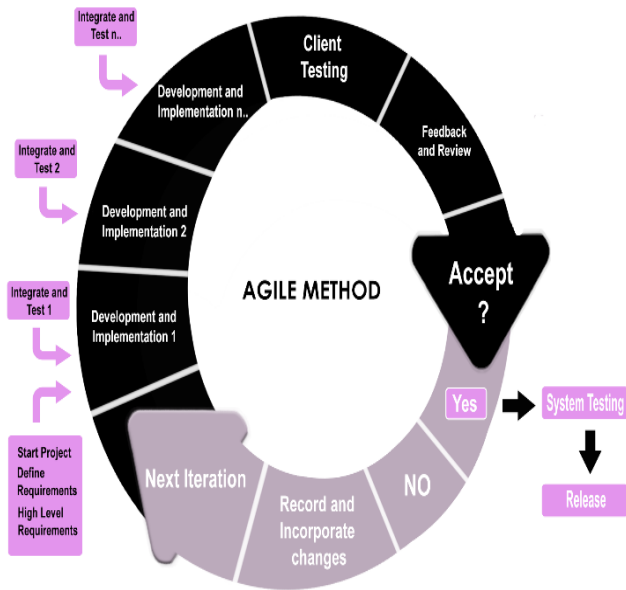 Integrate and
Test n..
Client
Testing
Development and
Implementation n..
Feedback
and Review
Integrate and
Test 2
Development and
Implementation 2
Accept
?
AGILE METHOD
Integrate and
Test 1
Development and
Implementation 1
Yes
System Testing
Start Project
Define
Requirements
High Level
Requirements
Next Iteration
Record and
Incorporate
changes
NO
Release